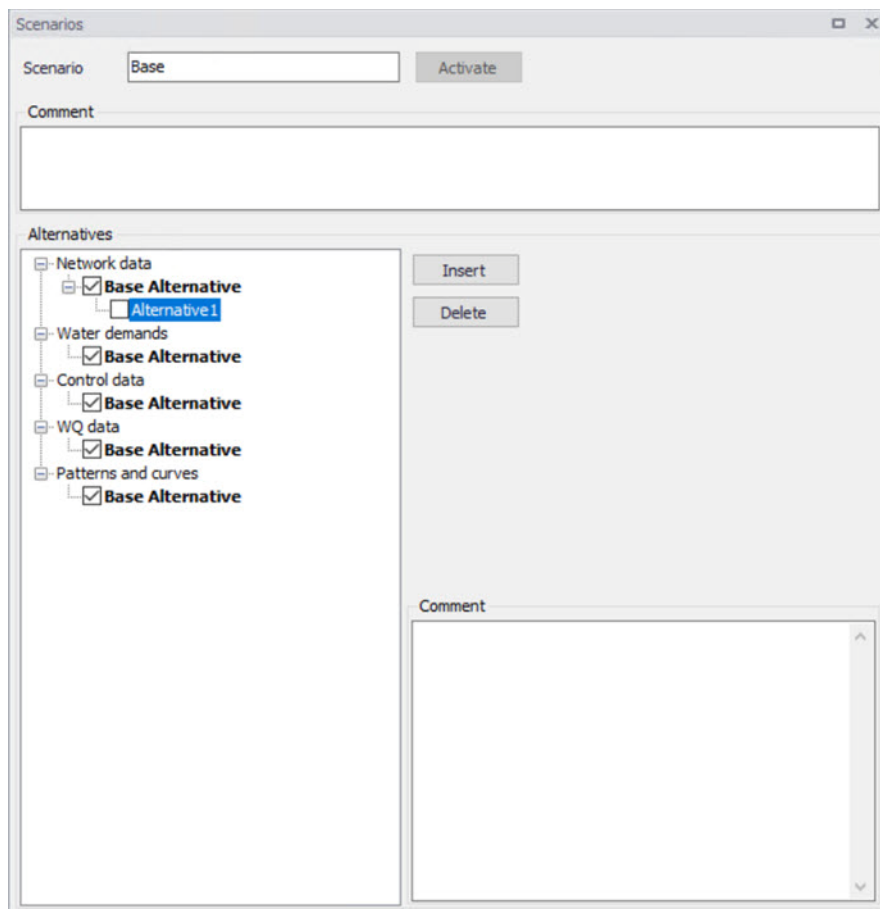 Scenarios
Scenario Base Activate
Comment
Alternatives
Network data
Base Alternative
Alternative1
Water demands
Base Alternative
Control data
Base Alternative
WQ data
Base Alternative
Patterns and curves
Base Alternative
Insert
Delete
Comment